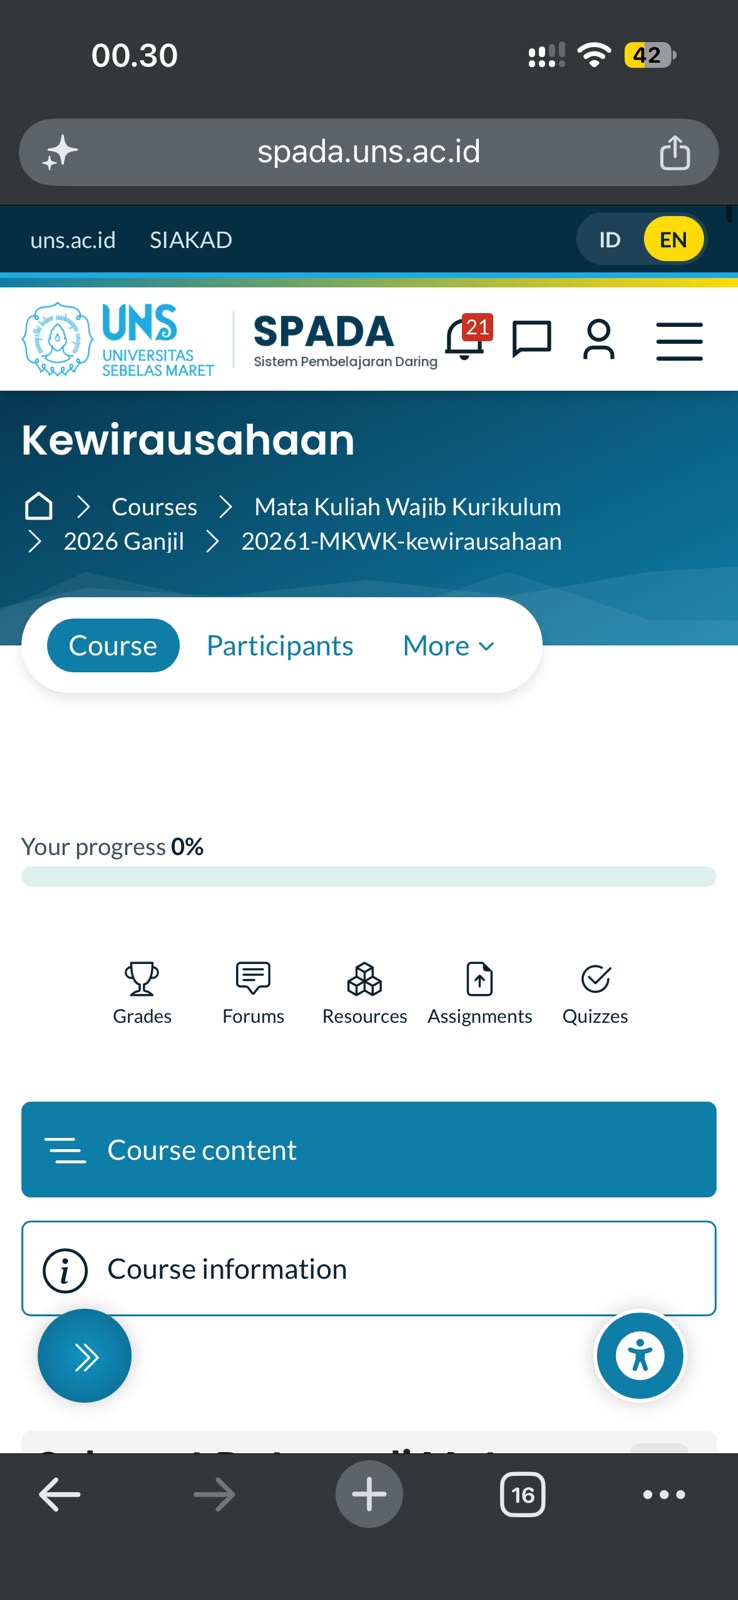 00.30
42
spada.uns.ac.id
uns.ac.id SIAKAD ID EN
UNS
UNIVERSITAS
SEBELAS MARET
SPADA
Sistem Pembelajaran Daring
21
Kewirausahaan
Courses Mata Kuliah Wajib Kurikulum
2026 Ganjil 20261-MKWK-kewirausahaan
Course Participants More
Your progress 0%
Grades Forums Resources Assignments Quizzes
Course content
Course information
16